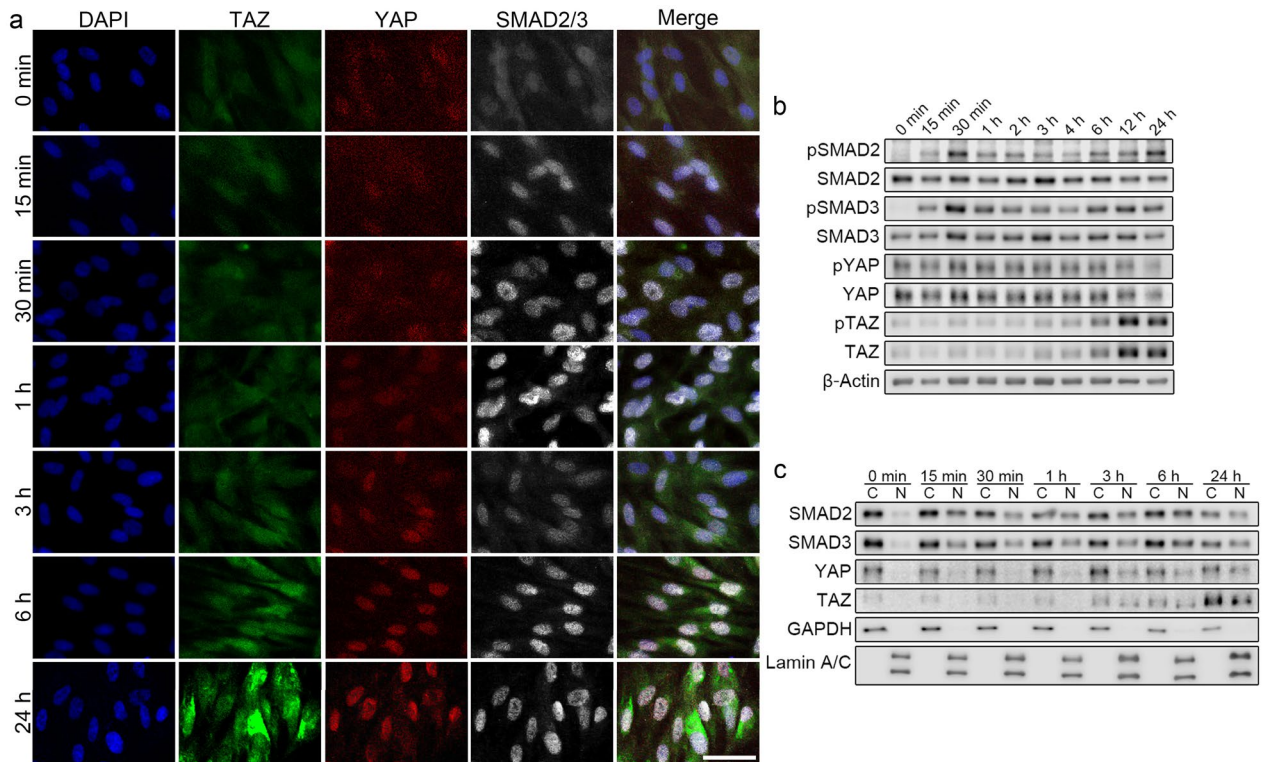 a
DAPI TAZ YAP SMAD2/3 Merge
0 min
15 min
30 min
1 h
3 h
6 h
24 h
b
0 min 15 min 30 min 1 h 2 h 3 h 4 h 6 h 12 h 24 h
pSMAD2
SMAD2
pSMAD3
SMAD3
pYAP
YAP
pTAZ
TAZ
β-Actin
c
0 min 15 min 30 min 1 h 3 h 6 h 24 h
C N C N C N C N C N C N C N
SMAD2
SMAD3
YAP
TAZ
GAPDH
Lamin A/C